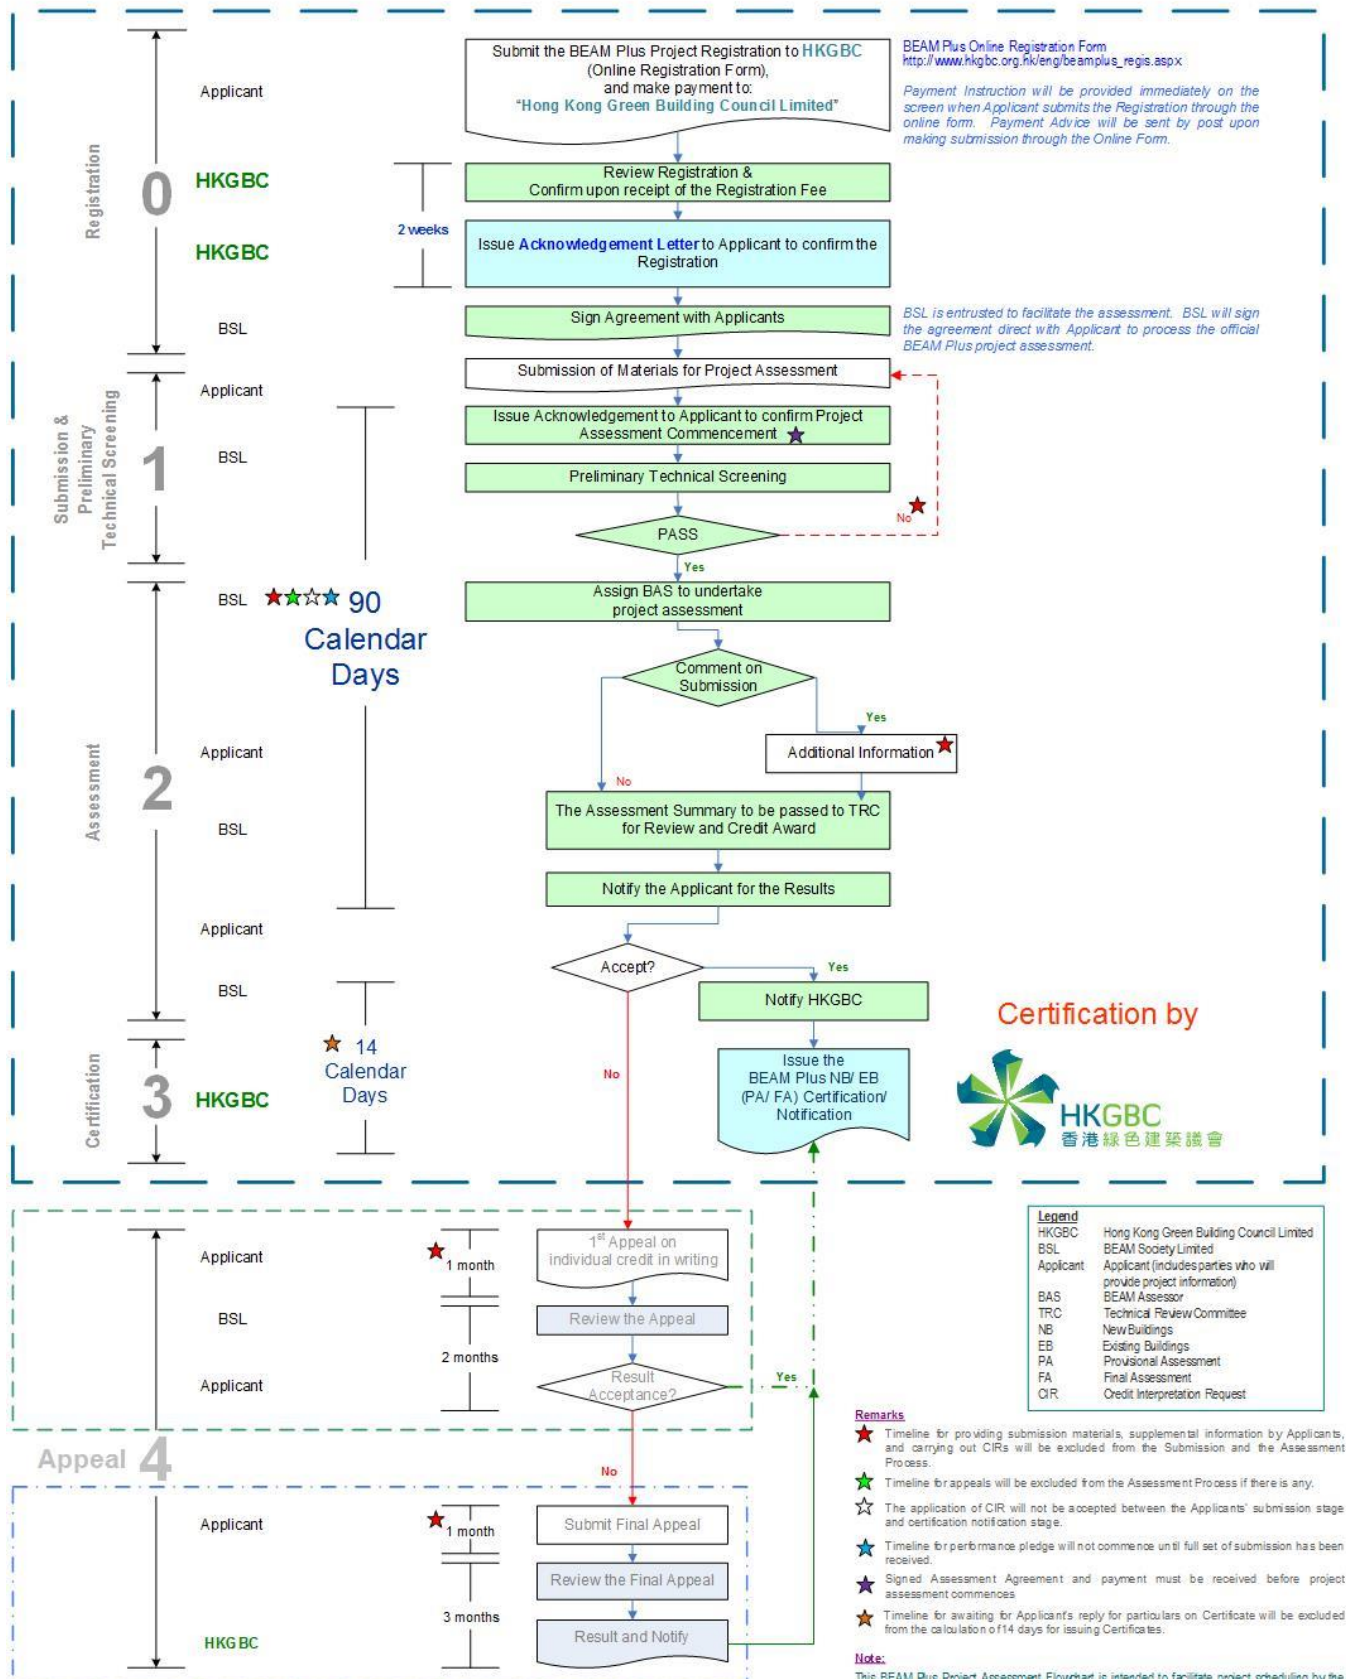 Submit the BEAM Plus Project Registration to HKGBC
(Online Registration Form),
and make payment to:
"Hong Kong Green Building Council Limited"
BEAM Plus Online Registration Form
http://www.hkgbc.org.hk/eng/beamplus_regis.aspx
Payment Instruction will be provided immediately on the
screen when Applicant submits the Registration through the
online form. Payment Advice will be sent by post upon
making submission through the Online Form.
Registration
0
Applicant
HKGBC
HKGBC
BSL
2 weeks
Review Registration &
Confirm upon receipt of the Registration Fee
Issue Acknowledgement Letter to Applicant to confirm the
Registration
Sign Agreement with Applicants
BSL is entrusted to facilitate the assessment. BSL will sign
the agreement direct with Applicant to process the official
BEAM Plus project assessment.
Submission &
Preliminary
Technical Screening
1
Applicant
BSL
Submission of Materials for Project Assessment
Issue Acknowledgement to Applicant to confirm Project
Assessment Commencement
Preliminary Technical Screening
PASS
No
Yes
Assessment
2
BSL
90
Calendar
Days
Applicant
BSL
Applicant
BSL
Assign BAS to undertake
project assessment
Comment on
Submission
Yes
Additional Information
No
The Assessment Summary to be passed to TRC
for Review and Credit Award
Notify the Applicant for the Results
Accept?
Yes
Notify HKGBC
No
Certification
3
HKGBC
14
Calendar
Days
Issue the
BEAM Plus NB/ EB
(PA/ FA) Certification/
Notification
Certification by
HKGBC
香港綠色建築議會
Appeal 4
Applicant
BSL
Applicant
1 month
2 months
1st Appeal on
individual credit in writing
Review the Appeal
Result
Acceptance?
Yes
No
Applicant
HKGBC
1 month
3 months
Submit Final Appeal
Review the Final Appeal
Result and Notify
Legend
HKGBC Hong Kong Green Building Council Limited
BSL BEAM Society Limited
Applicant Applicant (includes parties who will
provide project information)
BAS BEAM Assessor
TRC Technical Review Committee
NB New Buildings
EB Existing Buildings
PA Provisional Assessment
FA Final Assessment
CIR Credit Interpretation Request
Remarks
Timeline for providing submission materials, supplemental information by Applicants,
and carrying out CIRs will be excluded from the Submission and the Assessment
Process.
Timeline for appeals will be excluded from the Assessment Process if there is any.
The application of CIR will not be accepted between the Applicants' submission stage
and certification notification stage.
Timeline for performance pledge will not commence until full set of submission has been
received.
Signed Assessment Agreement and payment must be received before project
assessment commences
Timeline for awaiting for Applicant's reply for particulars on Certificate will be excluded
from the calculation of 14 days for issuing Certificates.
Note:
This BEAM Plus Project Assessment Flowchart is intended to facilitate project scheduling by the